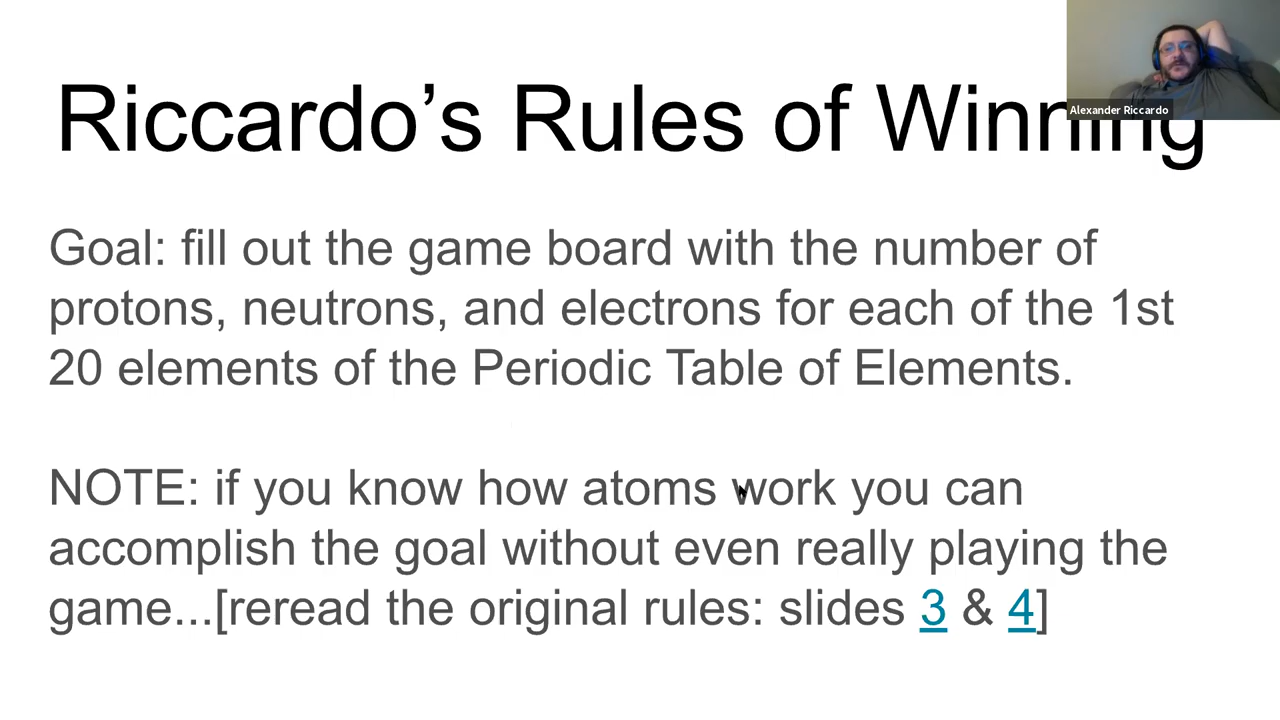 Riccardo’s Rules of Winning
Alexander Riccardo
Goal: fill out the game board with the number of
protons, neutrons, and electrons for each of the 1st
20 elements of the Periodic Table of Elements.
NOTE: if you know how atoms work you can
accomplish the goal without even really playing the
game...[reread the original rules: slides 3 & 4]